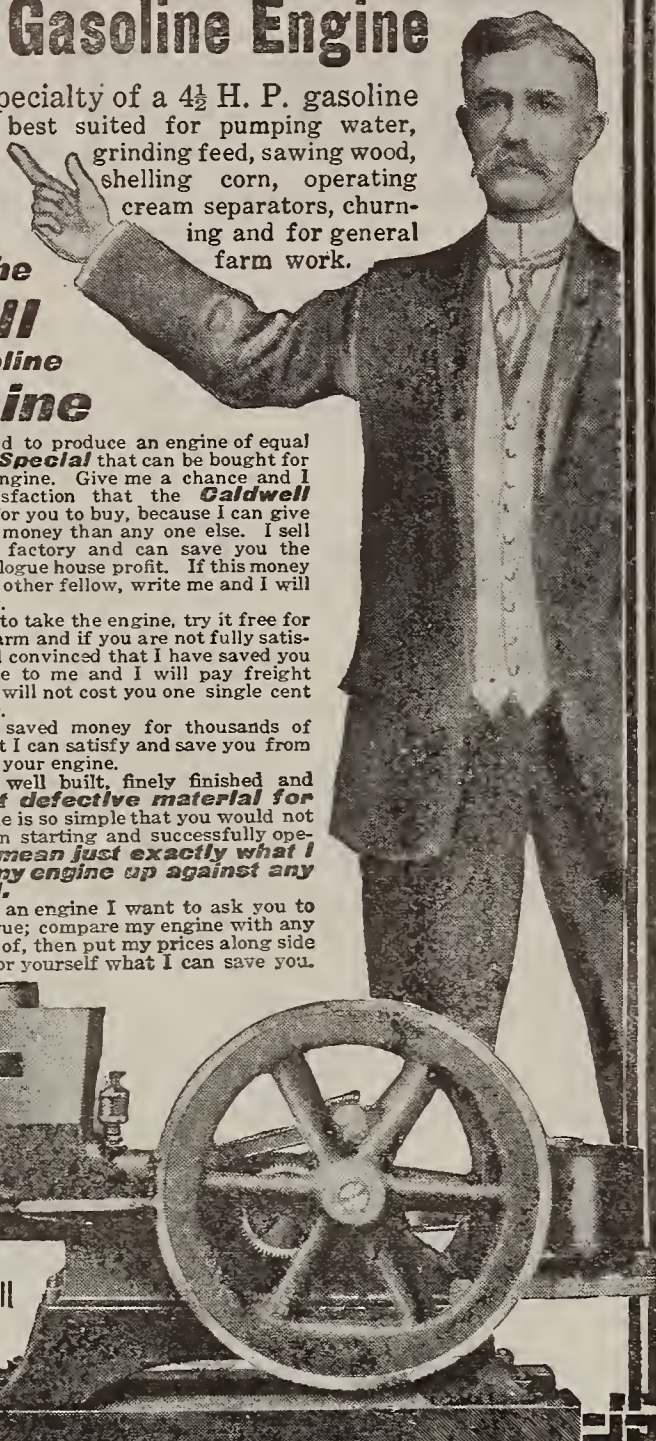 Gasoline Engine
pecialty of a 4½ H. P. gasoline
best suited for pumping water,
grinding feed, sawing wood,
shelling corn, operating
cream separators, churn-
ing and for general
farm work.
he
ll
oline
ine
d to produce an engine of equal
Special that can be bought for
ngine. Give me a chance and I
sfaction that the Caldwell
or you to buy, because I can give
money than any one else. I sell
factory and can save you the
logue house profit. If this money
other fellow, write me and I will
.
to take the engine, try it free for
arm and if you are not fully satis-
d convinced that I have saved you
e to me and I will pay freight
will not cost you one single cent
.
saved money for thousands of
t I can satisfy and save you from
your engine.
well built, finely finished and
f defective material for
e is so simple that you would not
n starting and successfully ope-
mean just exactly what I
my engine up against any
l.
an engine I want to ask you to
rue; compare my engine with any
of, then put my prices along side
or yourself what I can save you.
ll